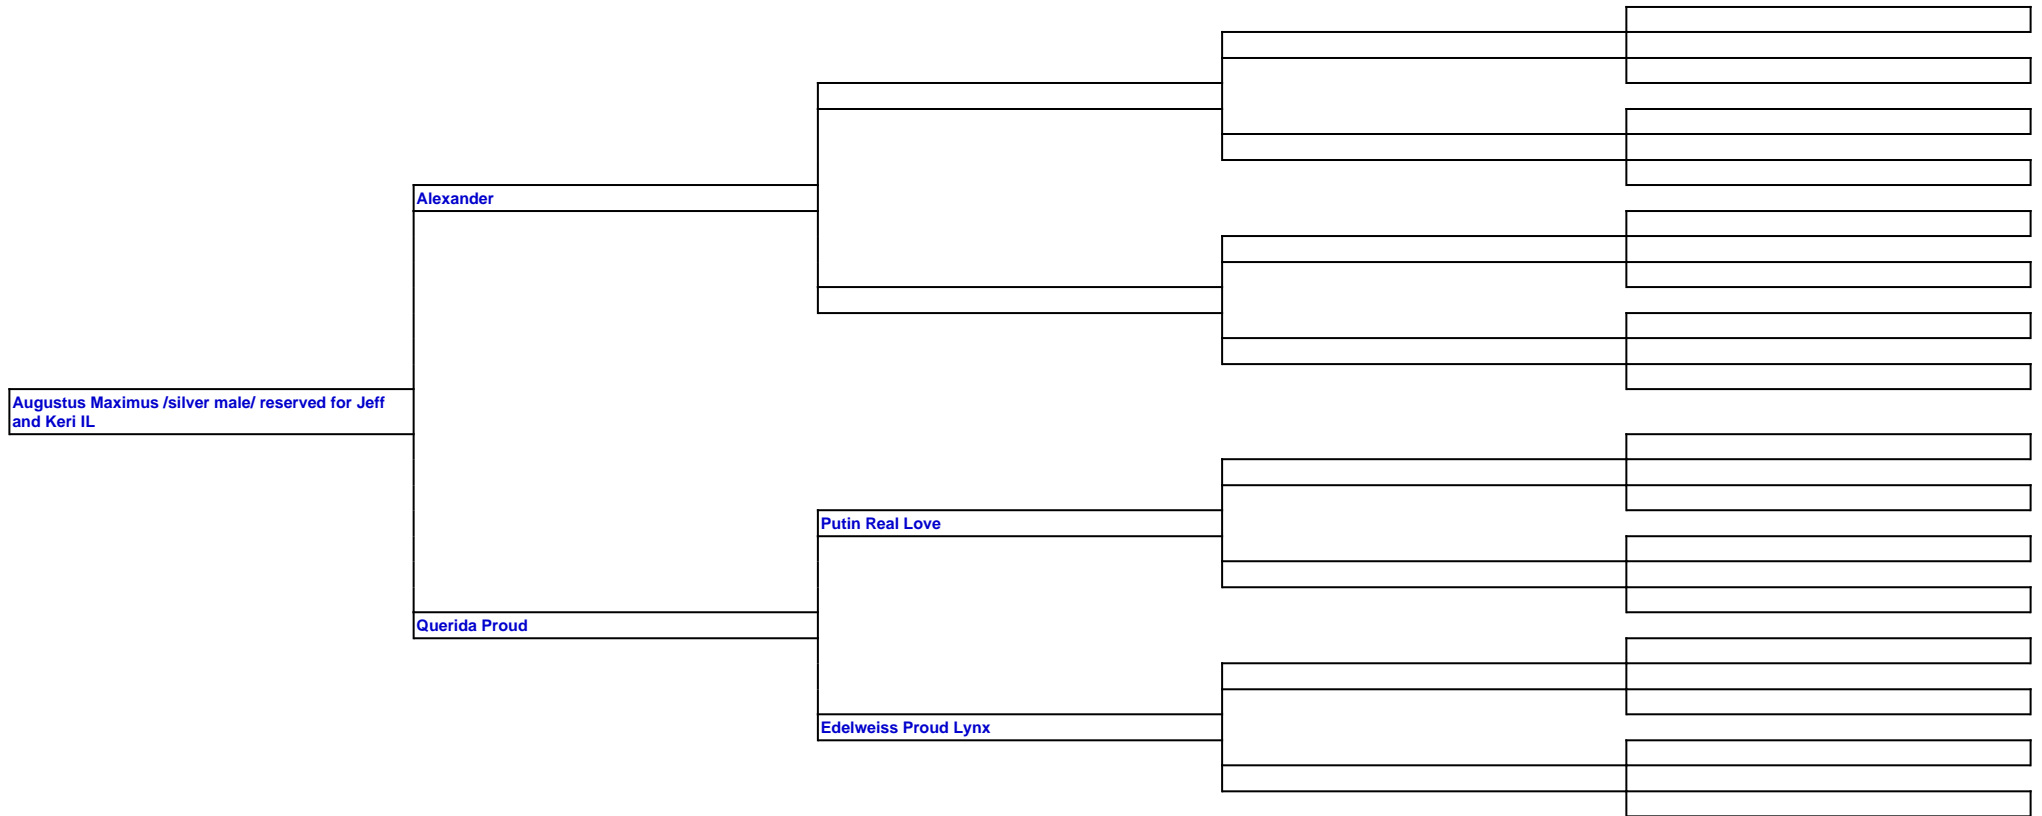 Alexander
Augustus Maximus /silver male/ reserved for Jeff
and Keri IL
Putin Real Love
Querida Proud
Edelweiss Proud Lynx